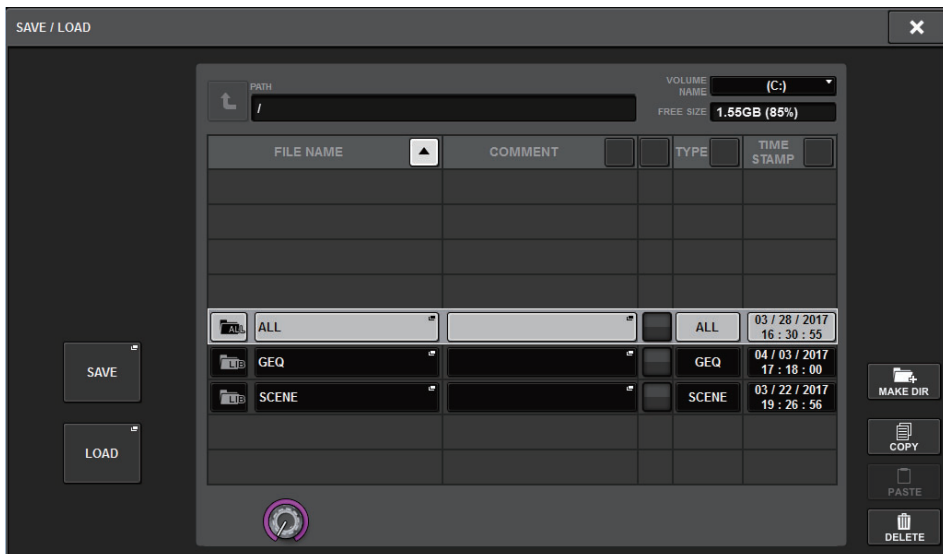 SAVE / LOAD
PATH
/
VOLUME NAME
(C:)
FREE SIZE
1.55GB (85%)
FILE NAME
COMMENT
TYPE
TIME STAMP
ALL
ALL
ALL
03 / 28 / 2017
16 : 30 : 55
LIB
GEQ
GEQ
04 / 03 / 2017
17 : 18 : 00
LIB
SCENE
SCENE
03 / 22 / 2017
19 : 26 : 56
SAVE
LOAD
MAKE DIR
COPY
PASTE
DELETE